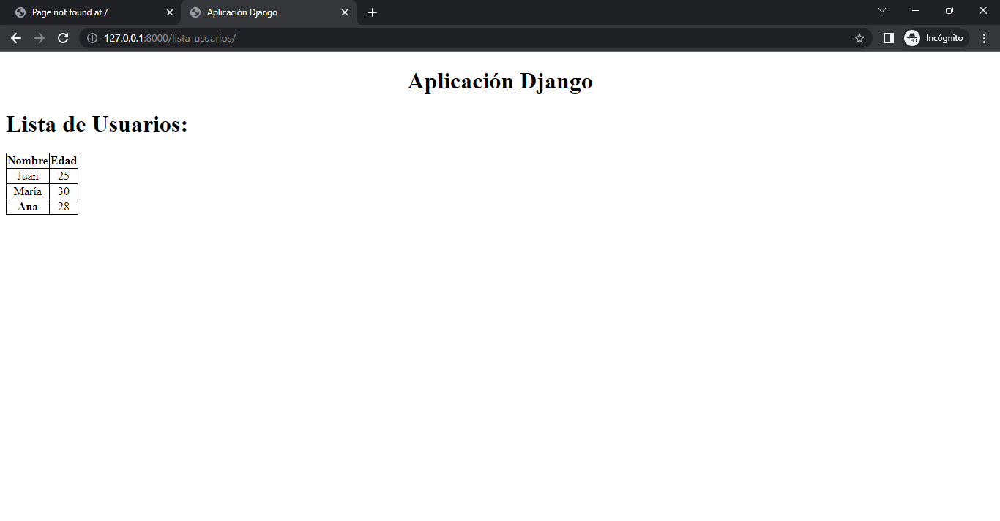 Page not found at /
Aplicación Django
127.0.0.1:8000/lista-usuarios/
Incógnito
Aplicación Django
Lista de Usuarios:
Nombre Edad
Juan 25
María 30
Ana 28